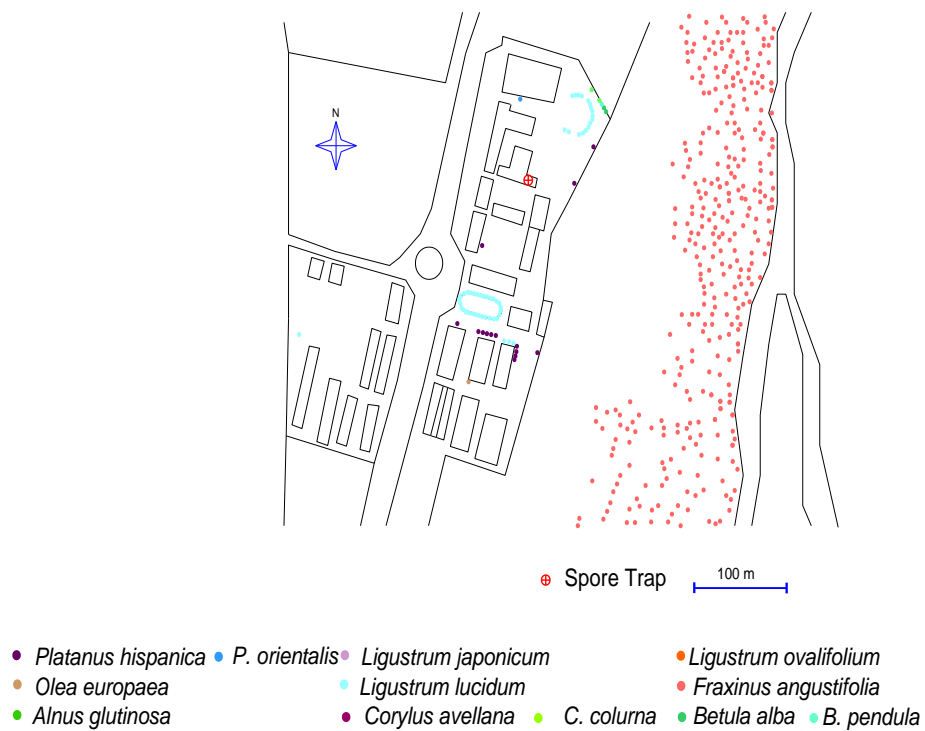 N
Spore Trap
100 m
Platanus hispanica P. orientalis Ligustrum japonicum Ligustrum ovalifolium
Olea europaea Ligustrum lucidum Fraxinus angustifolia
Alnus glutinosa Corylus avellana C. colurna Betula alba B. pendula